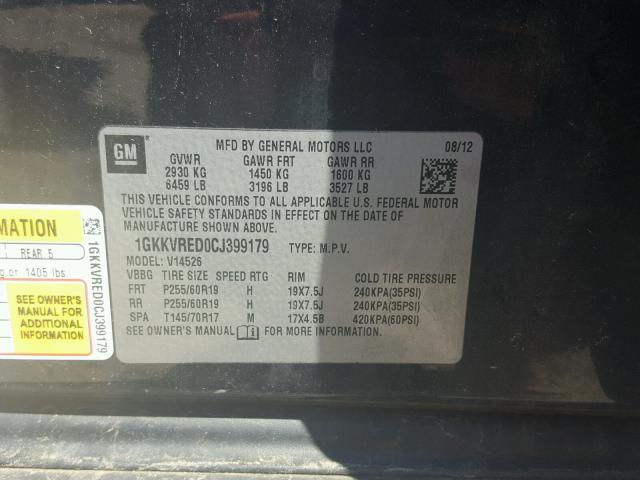 GM
MFD BY GENERAL MOTORS LLC 08/12
GVWR GAWR FRT GAWR RR
2930 KG 1450 KG 1600 KG
6459 LB 3196 LB 3527 LB
THIS VEHICLE CONFORMS TO ALL APPLICABLE U.S. FEDERAL MOTOR
VEHICLE SAFETY STANDARDS IN EFFECT ON THE DATE OF
MANUFACTURE SHOWN ABOVE.
1GKKVRED0CJ399179 TYPE: M.P.V.
MODEL: V14526
VBBG TIRE SIZE SPEED RTG RIM COLD TIRE PRESSURE
FRT P255/60R19 H 19X7.5J 240KPA(35PSI)
RR P255/60R19 H 19X7.5J 240KPA(35PSI)
SPA T145/70R17 M 17X4.5B 420KPA(60PSI)
SEE OWNER'S MANUAL FOR MORE INFORMATION.
MATION
REAR 5
g. or 1405 lbs.
SEE OWNER'S
MANUAL FOR
ADDITIONAL
INFORMATION
1GKKVRED0CJ399179